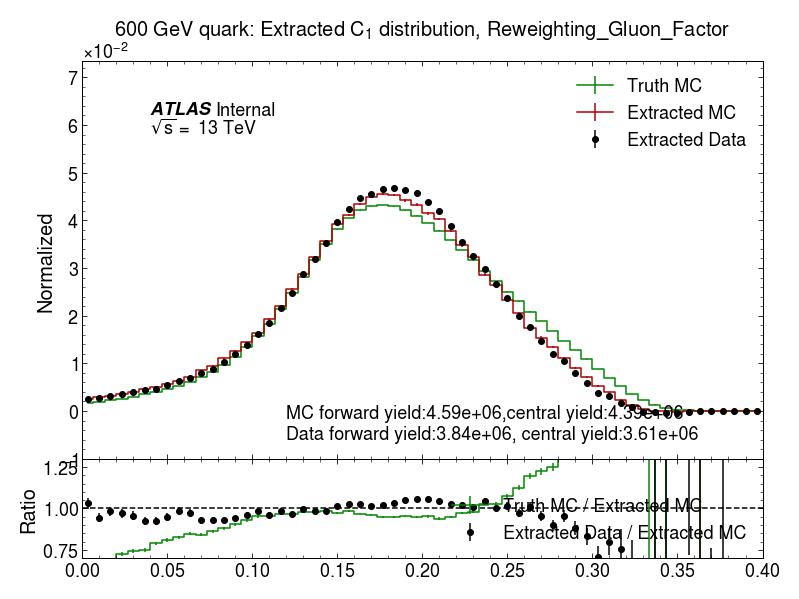 600 GeV quark: Extracted C₁ distribution, Reweighting_Gluon_Factor
×10⁻²
ATLAS Internal
√s = 13 TeV
Truth MC
Extracted MC
Extracted Data
Normalized
7
6
5
4
3
2
1
0
MC forward yield:4.59e+06,central yield:4.39e+06
Data forward yield:3.84e+06, central yield:3.61e+06
Ratio
1.25
1.00
0.75
Truth MC / Extracted MC
Extracted Data / Extracted MC
0.00 0.05 0.10 0.15 0.20 0.25 0.30 0.35 0.40